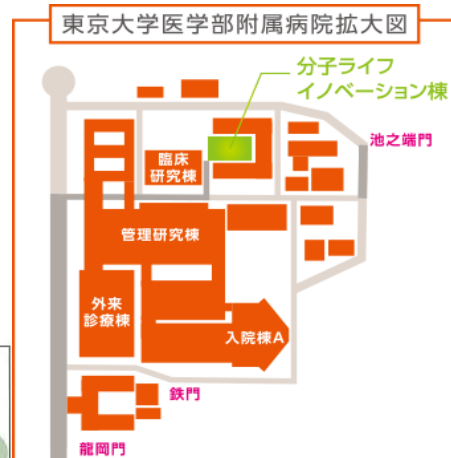 東京大学医学部附属病院拡大図
分子ライフ
イノベーション棟
池之端門
臨床
研究棟
管理研究棟
外来
診療棟
入院棟A
鉄門
龍岡門